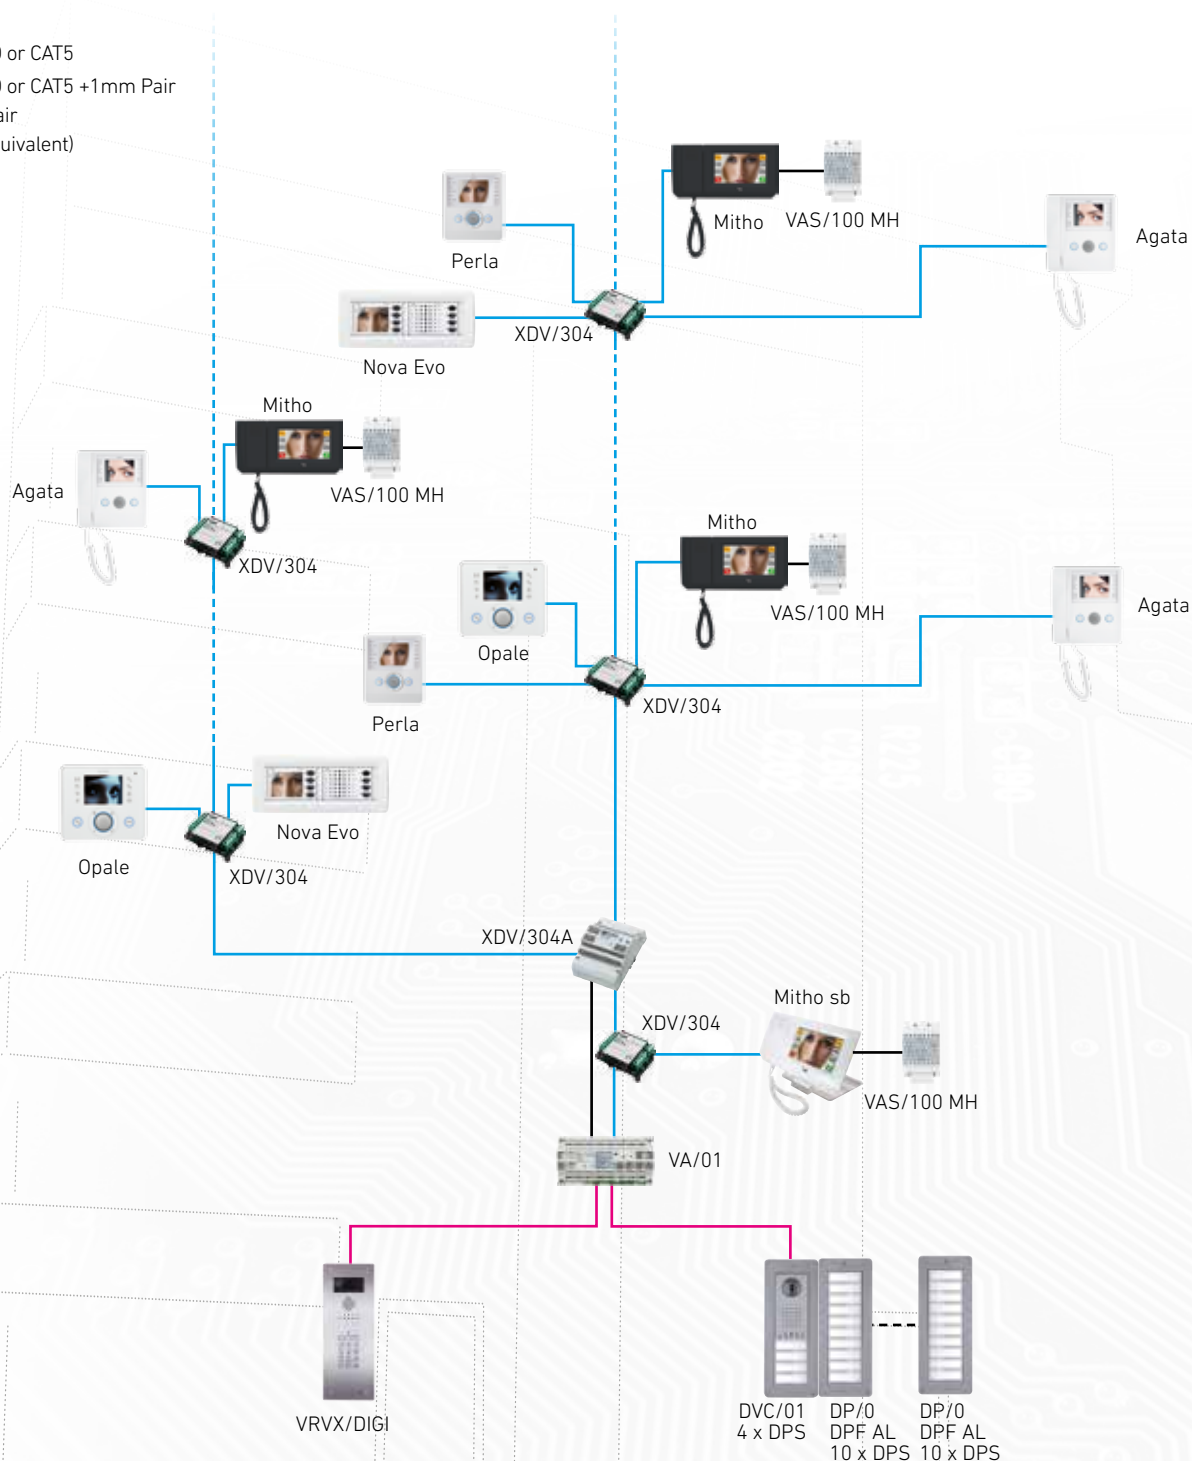 or CAT5
or CAT5 +1mm Pair
Mitho
VAS/100 MH
Agata
Perla
XDV/304
Nova Evo
Mitho
Agata
VAS/100 MH
XDV/304
Mitho
VAS/100 MH
Agata
Opale
XDV/304
Perla
Nova Evo
Opale
XDV/304
XDV/304A
Mitho sb
XDV/304
VAS/100 MH
VA/01
VRVX/DIGI
DVC/01
4 x DPS
DP/0
DPF AL
10 x DPS
DP/0
DPF AL
10 x DPS